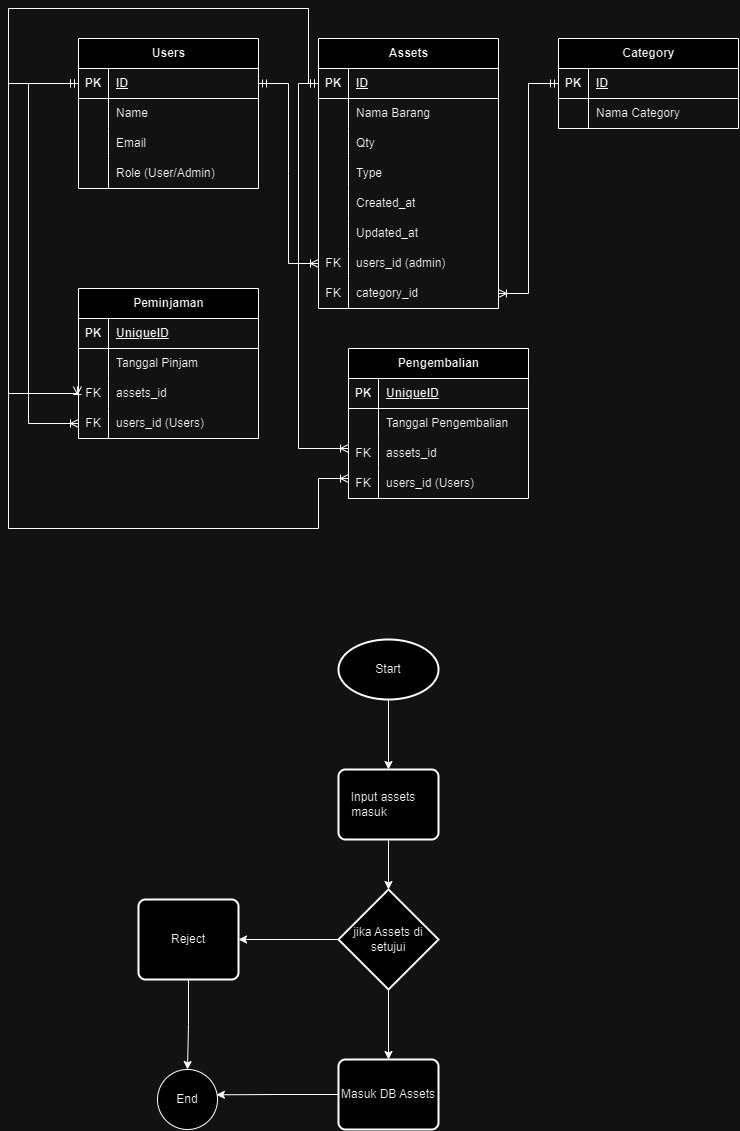 Users
PK ID
Name
Email
Role (User/Admin)
Assets
PK ID
Nama Barang
Qty
Type
Created_at
Updated_at
FK users_id (admin)
FK category_id
Category
PK ID
Nama Category
Peminjaman
PK UniqueID
Tanggal Pinjam
FK assets_id
FK users_id (Users)
Pengembalian
PK UniqueID
Tanggal Pengembalian
FK assets_id
FK users_id (Users)
Start
Input assets
masuk
jika Assets di
setujui
Reject
Masuk DB Assets
End